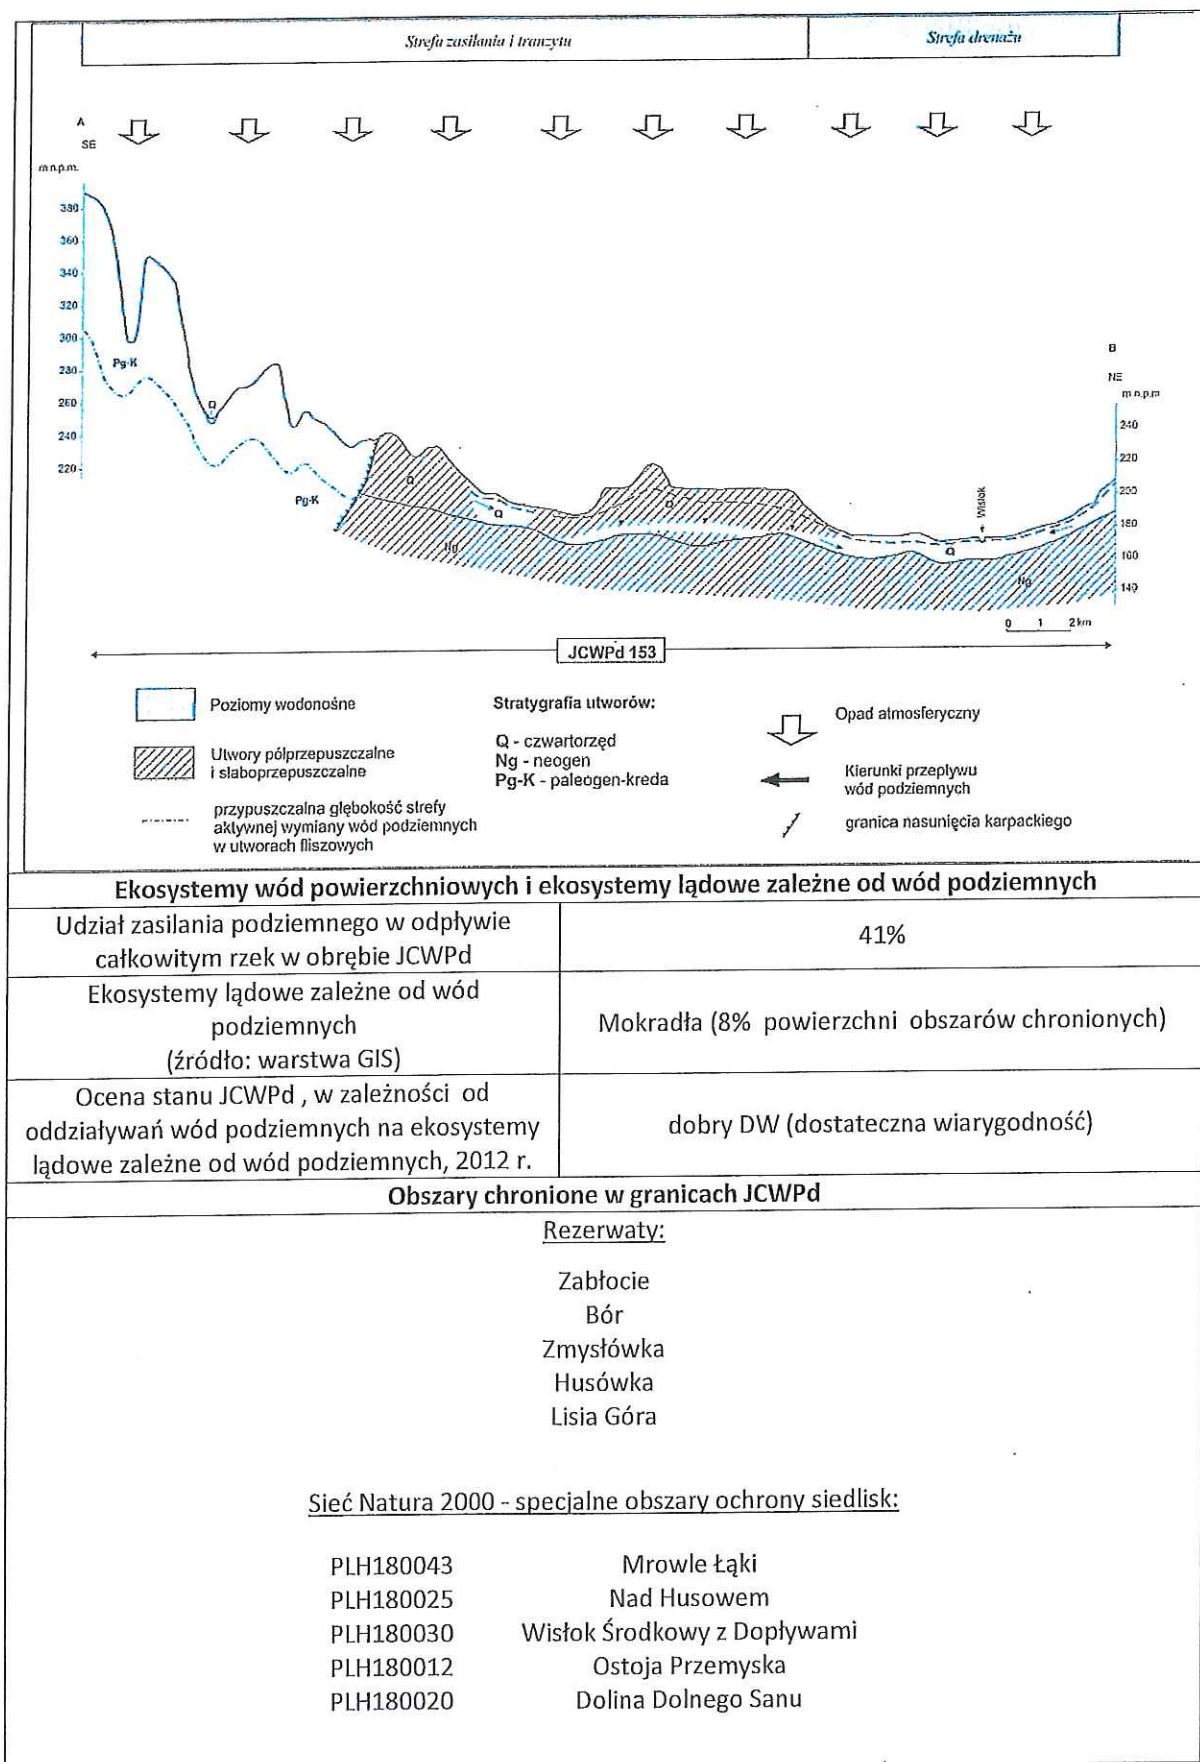 Strefa zasilania i tranzytu
Strefa drenażu
A
SE
m n.p.m.
380
360
340
320
300
280
260
240
220
Pg-K
Q
Pg-K
Q
Ng
Q
Q
Q
Ng
Wisłok
B
NE
m n.p.m
240
220
200
180
160
140
0 1 2 km
JCWPd 153
Poziomy wodonośne
Utwory półprzepuszczalne
i słaboprzepuszczalne
przypuszczalna głębokość strefy
aktywnej wymiany wód podziemnych
w utworach fliszowych
Stratygrafia utworów:
Q - czwartorzęd
Ng - neogen
Pg-K - paleogen-kreda
Opad atmosferyczny
Kierunki przepływu
wód podziemnych
granica nasunięcia karpackiego
Ekosystemy wód powierzchniowych i ekosystemy lądowe zależne od wód podziemnych
Udział zasilania podziemnego w odpływie
całkowitym rzek w obrębie JCWPd
41%
Ekosystemy lądowe zależne od wód
podziemnych
(źródło: warstwa GIS)
Mokradła (8% powierzchni obszarów chronionych)
Ocena stanu JCWPd , w zależności od
oddziaływań wód podziemnych na ekosystemy
lądowe zależne od wód podziemnych, 2012 r.
dobry DW (dostateczna wiarygodność)
Obszary chronione w granicach JCWPd
Rezerwaty:
Zabłocie
Bór
Zmysłówka
Husówka
Lisia Góra
Sieć Natura 2000 - specjalne obszary ochrony siedlisk:
PLH180043 Mrowle Łąki
PLH180025 Nad Husowem
PLH180030 Wisłok Środkowy z Dopływami
PLH180012 Ostoja Przemyska
PLH180020 Dolina Dolnego Sanu